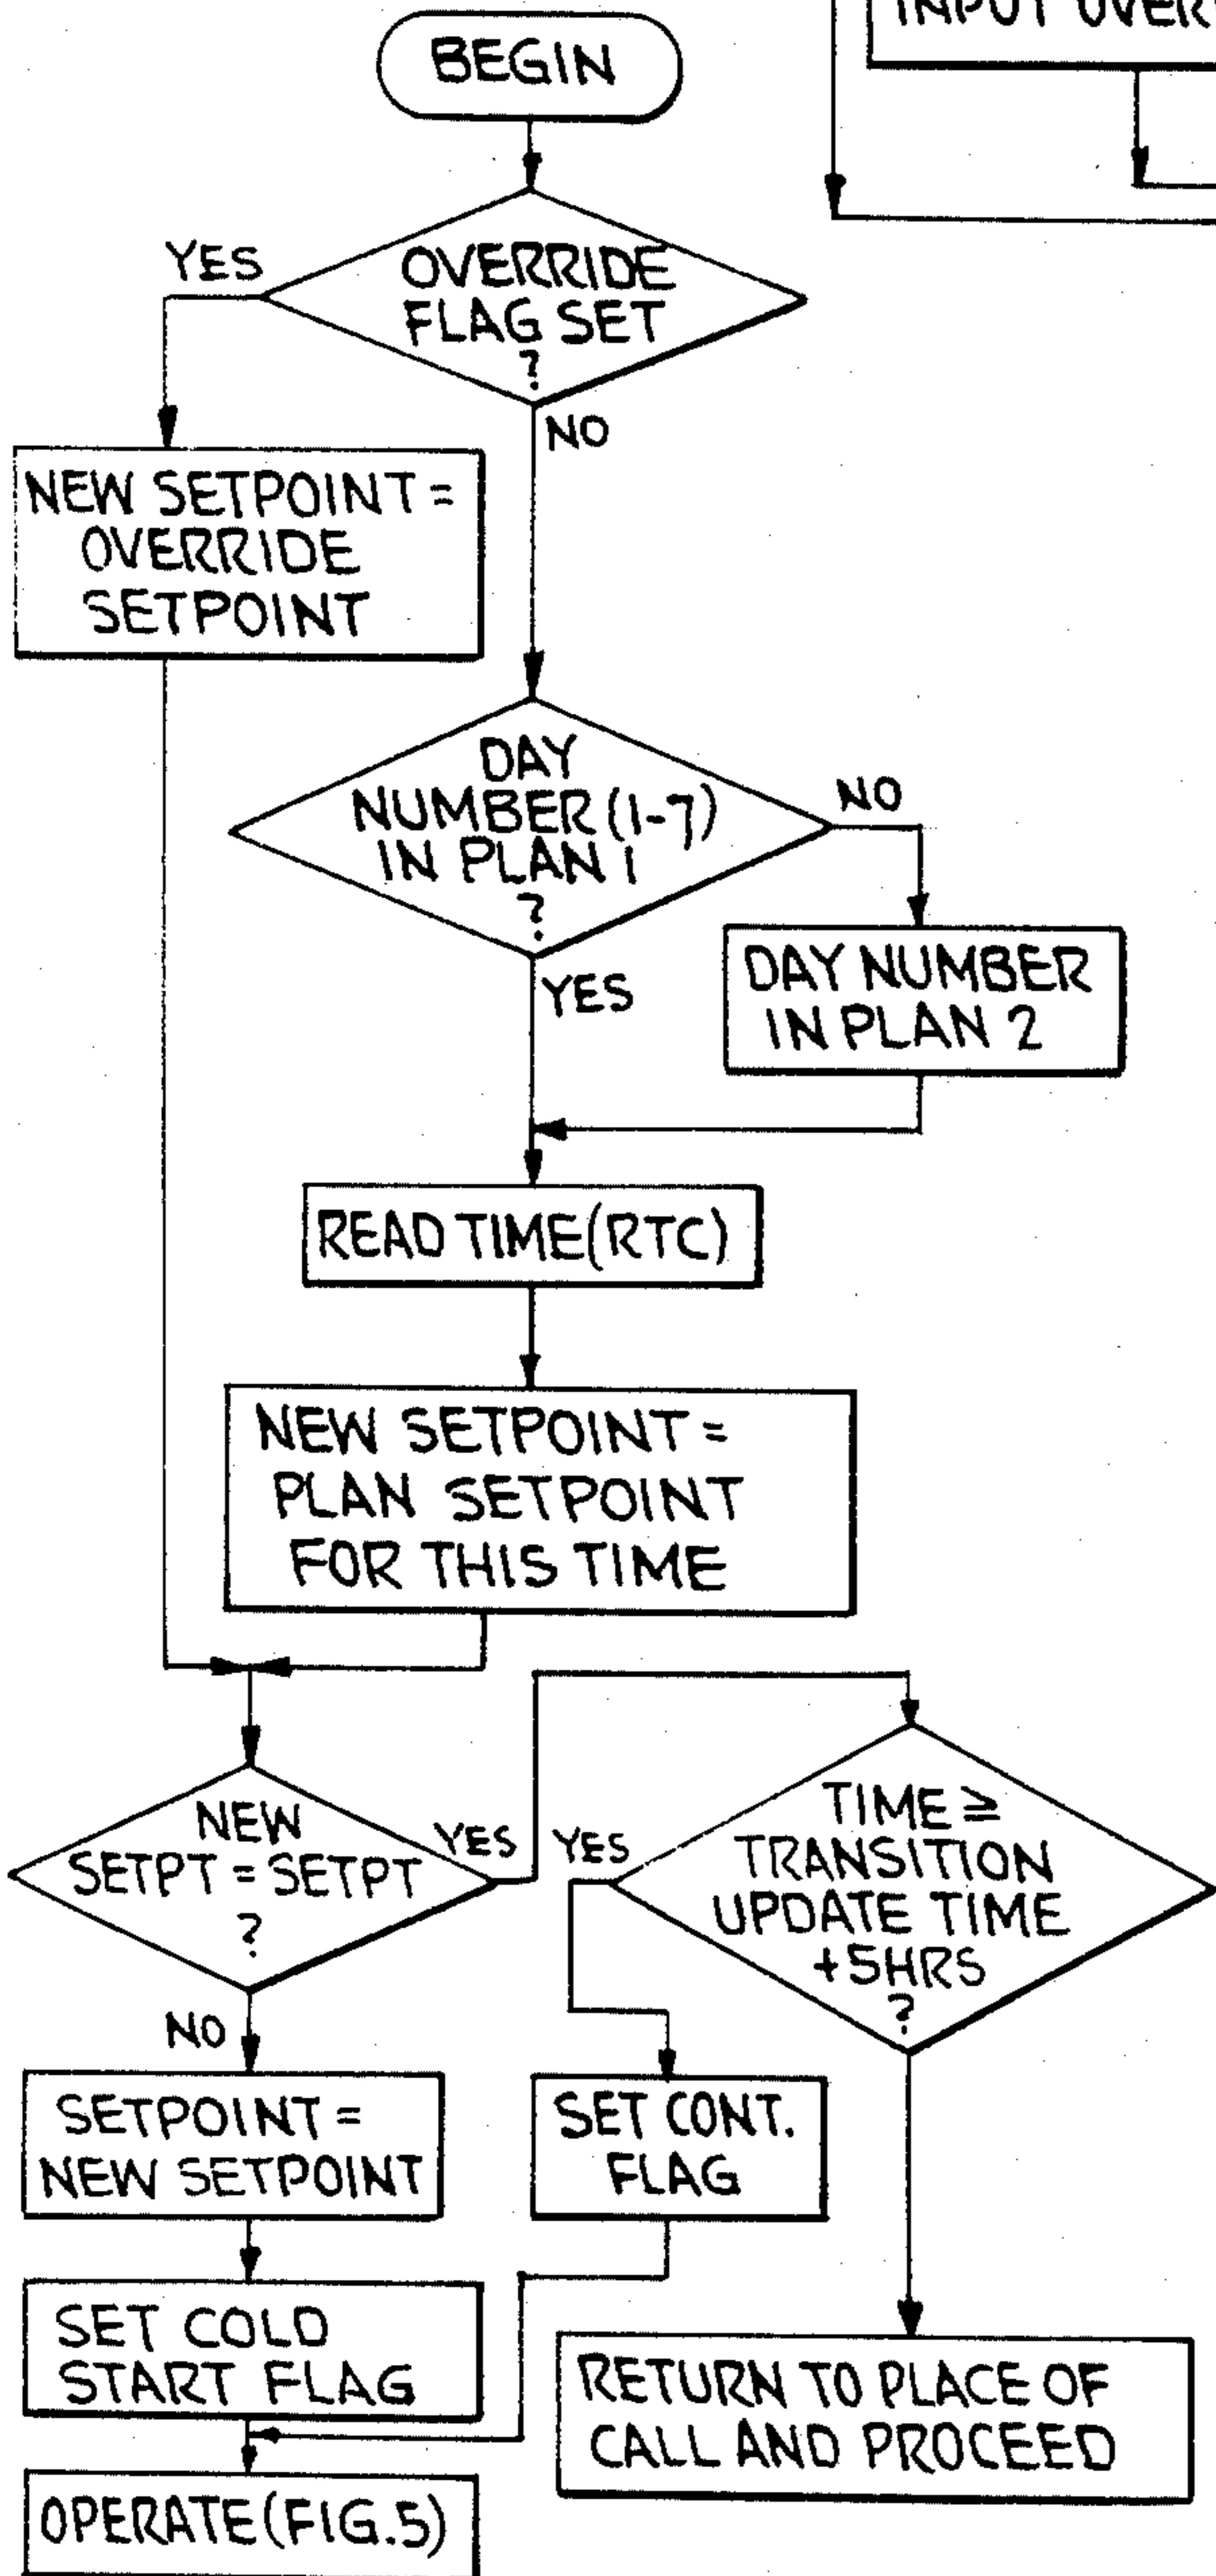 INPUT OVER
BEGIN
YES
OVERRIDE
FLAG SET
?
NO
NEW SETPOINT =
OVERRIDE
SETPOINT
DAY
NUMBER (1-7)
IN PLAN 1
?
NO
YES
DAY NUMBER
IN PLAN 2
READ TIME (RTC)
NEW SETPOINT =
PLAN SETPOINT
FOR THIS TIME
NEW
SETPT = SETPT
?
YES
NO
YES
TIME ≥
TRANSITION
UPDATE TIME
+5HRS
?
SETPOINT =
NEW SETPOINT
SET CONT.
FLAG
SET COLD
START FLAG
RETURN TO PLACE OF
CALL AND PROCEED
OPERATE (FIG.5)